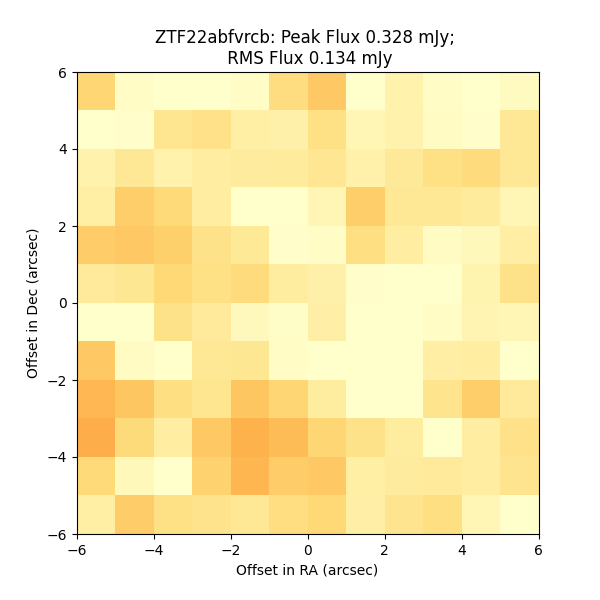 ZTF22abfvrcb: Peak Flux 0.328 mJy;
RMS Flux 0.134 mJy
6
4
2
0
−2
−4
−6
Offset in Dec (arcsec)
−6 −4 −2 0 2 4 6
Offset in RA (arcsec)